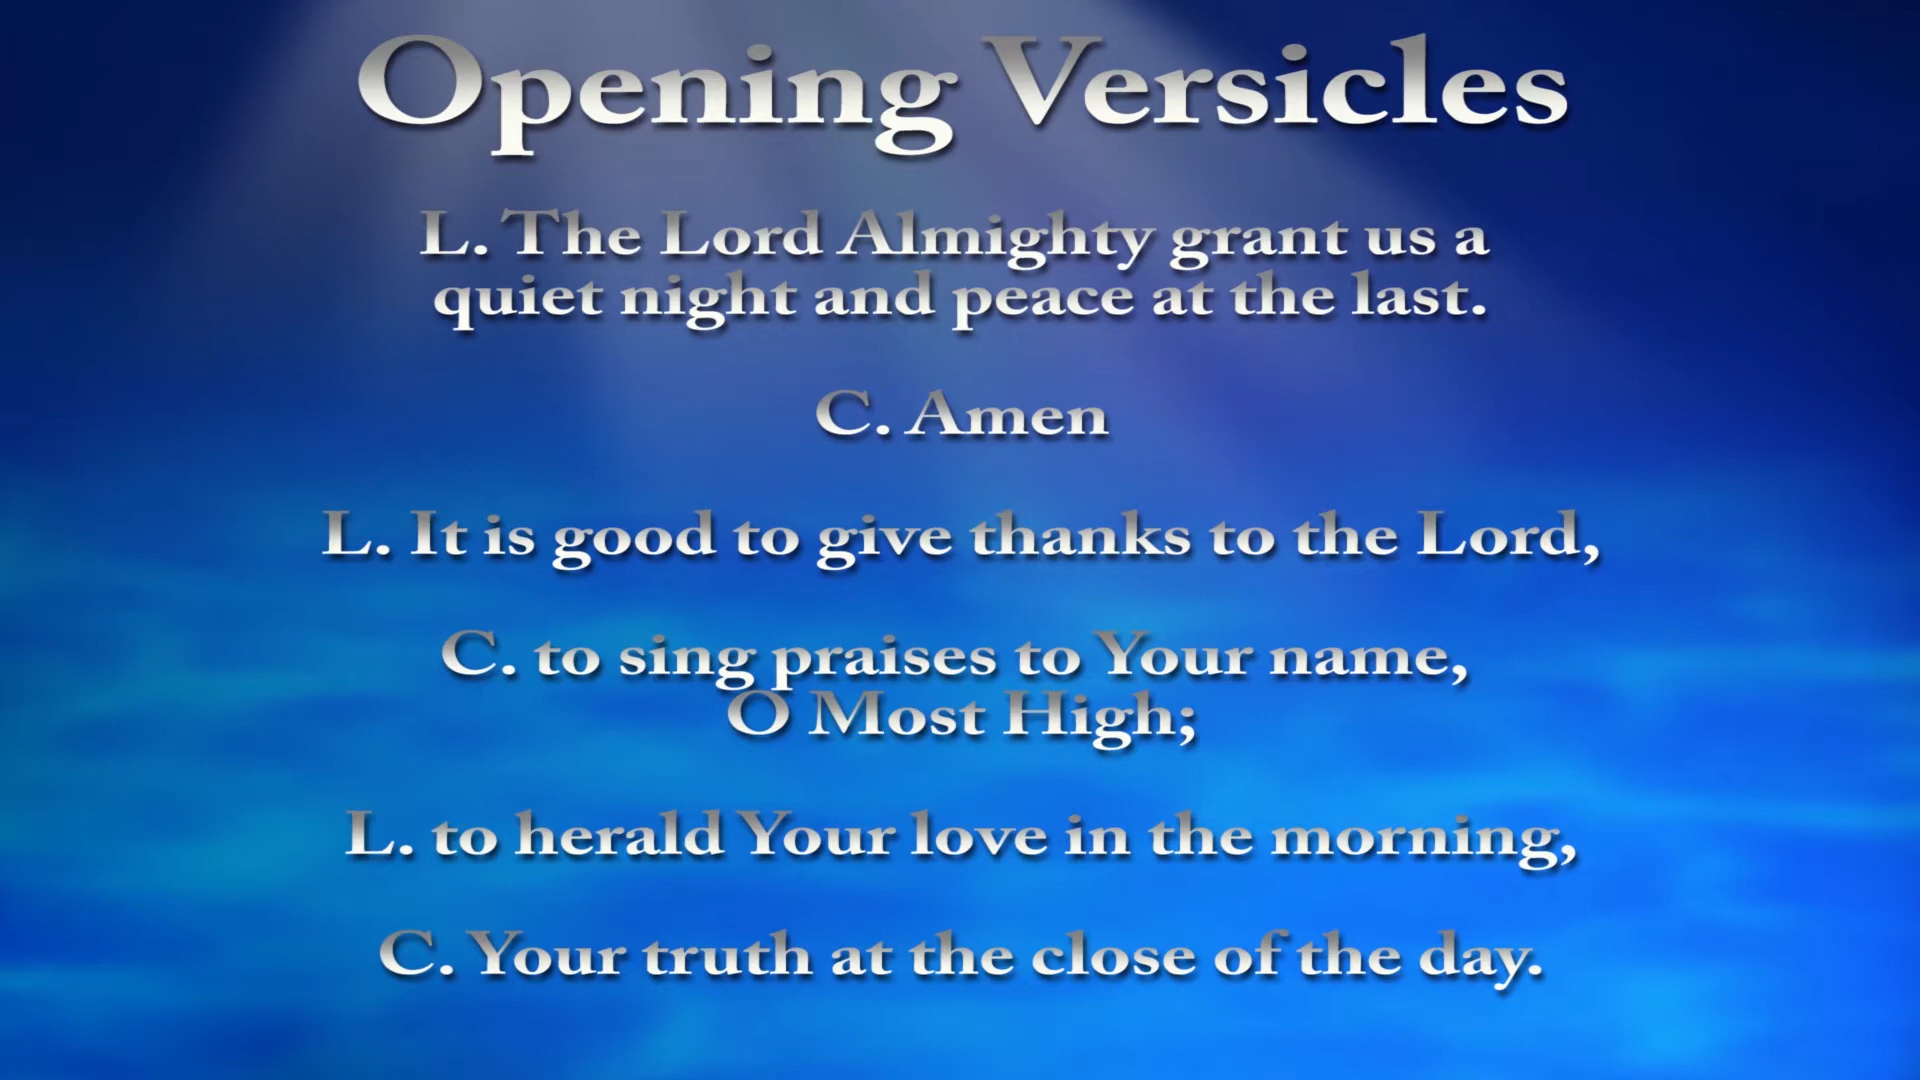 Opening Versicles
L. The Lord Almighty grant us a
quiet night and peace at the last.
C. Amen
L. It is good to give thanks to the Lord,
C. to sing praises to Your name,
O Most High;
L. to herald Your love in the morning,
C. Your truth at the close of the day.